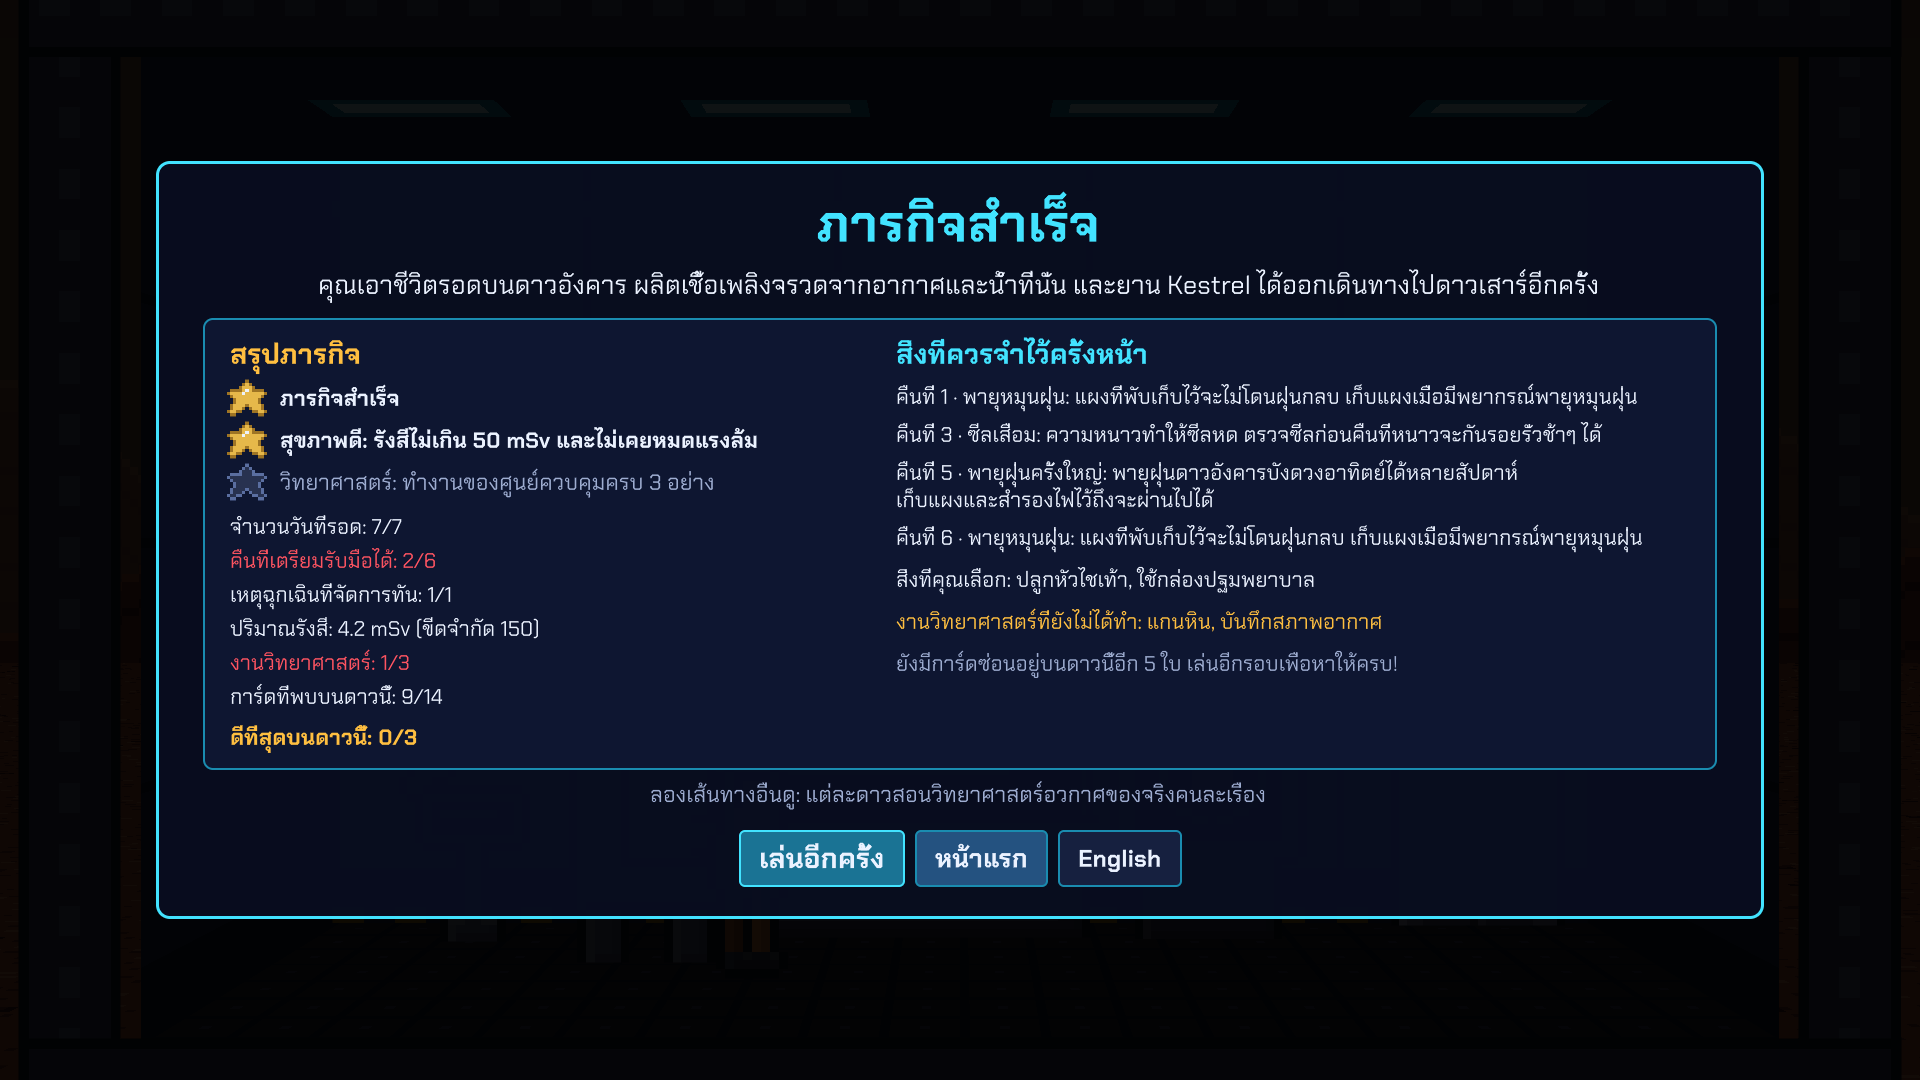 ภารกิจสำเร็จ
คุณเอาชีวิตรอดบนดาวอังคาร ผลิตเชื้อเพลิงจรวดจากอากาศและน้ำที่นั่น และยาน Kestrel ได้ออกเดินทางไปดาวเสาร์อีกครั้ง
สรุปภารกิจ
ภารกิจสำเร็จ
สุขภาพดี: รังสีไม่เกิน 50 mSv และไม่เคยหมดแรงล้ม
วิทยาศาสตร์: ทำงานของศูนย์ควบคุมครบ 3 อย่าง
จำนวนวันที่รอด: 7/7
คืนที่เตรียมรับมือได้: 2/6
เหตุฉุกเฉินที่จัดการทัน: 1/1
ปริมาณรังสี: 4.2 mSv (ขีดจำกัด 150)
งานวิทยาศาสตร์: 1/3
การ์ดที่พบบนดาวนี้: 9/14
ดีที่สุดบนดาวนี้: 0/3
สิ่งที่ควรจำไว้ครั้งหน้า
คืนที่ 1 · พายุหมุนฝุ่น: แผงที่พับเก็บไว้จะไม่โดนฝุ่นกลบ เก็บแผงเมื่อมีพยากรณ์พายุหมุนฝุ่น
คืนที่ 3 · ซีลเสื่อม: ความหนาวทำให้ซีลหด ตรวจซีลก่อนคืนที่หนาวจะกันรอยรั่วช้าๆ ได้
คืนที่ 5 · พายุฝุ่นครั้งใหญ่: พายุฝุ่นดาวอังคารบังดวงอาทิตย์ได้หลายสัปดาห์
เก็บแผงและสำรองไฟไว้ถึงจะผ่านไปได้
คืนที่ 6 · พายุหมุนฝุ่น: แผงที่พับเก็บไว้จะไม่โดนฝุ่นกลบ เก็บแผงเมื่อมีพยากรณ์พายุหมุนฝุ่น
สิ่งที่คุณเลือก: ปลูกหัวไชเท้า, ใช้กล่องปฐมพยาบาล
งานวิทยาศาสตร์ที่ยังไม่ได้ทำ: แกนหิน, บันทึกสภาพอากาศ
ยังมีการ์ดซ่อนอยู่บนดาวนี้อีก 5 ใบ เล่นอีกรอบเพื่อหาให้ครบ!
ลองเส้นทางอื่นดู: แต่ละดาวสอนวิทยาศาสตร์อวกาศของจริงคนละเรื่อง
เล่นอีกครั้ง
หน้าแรก
English